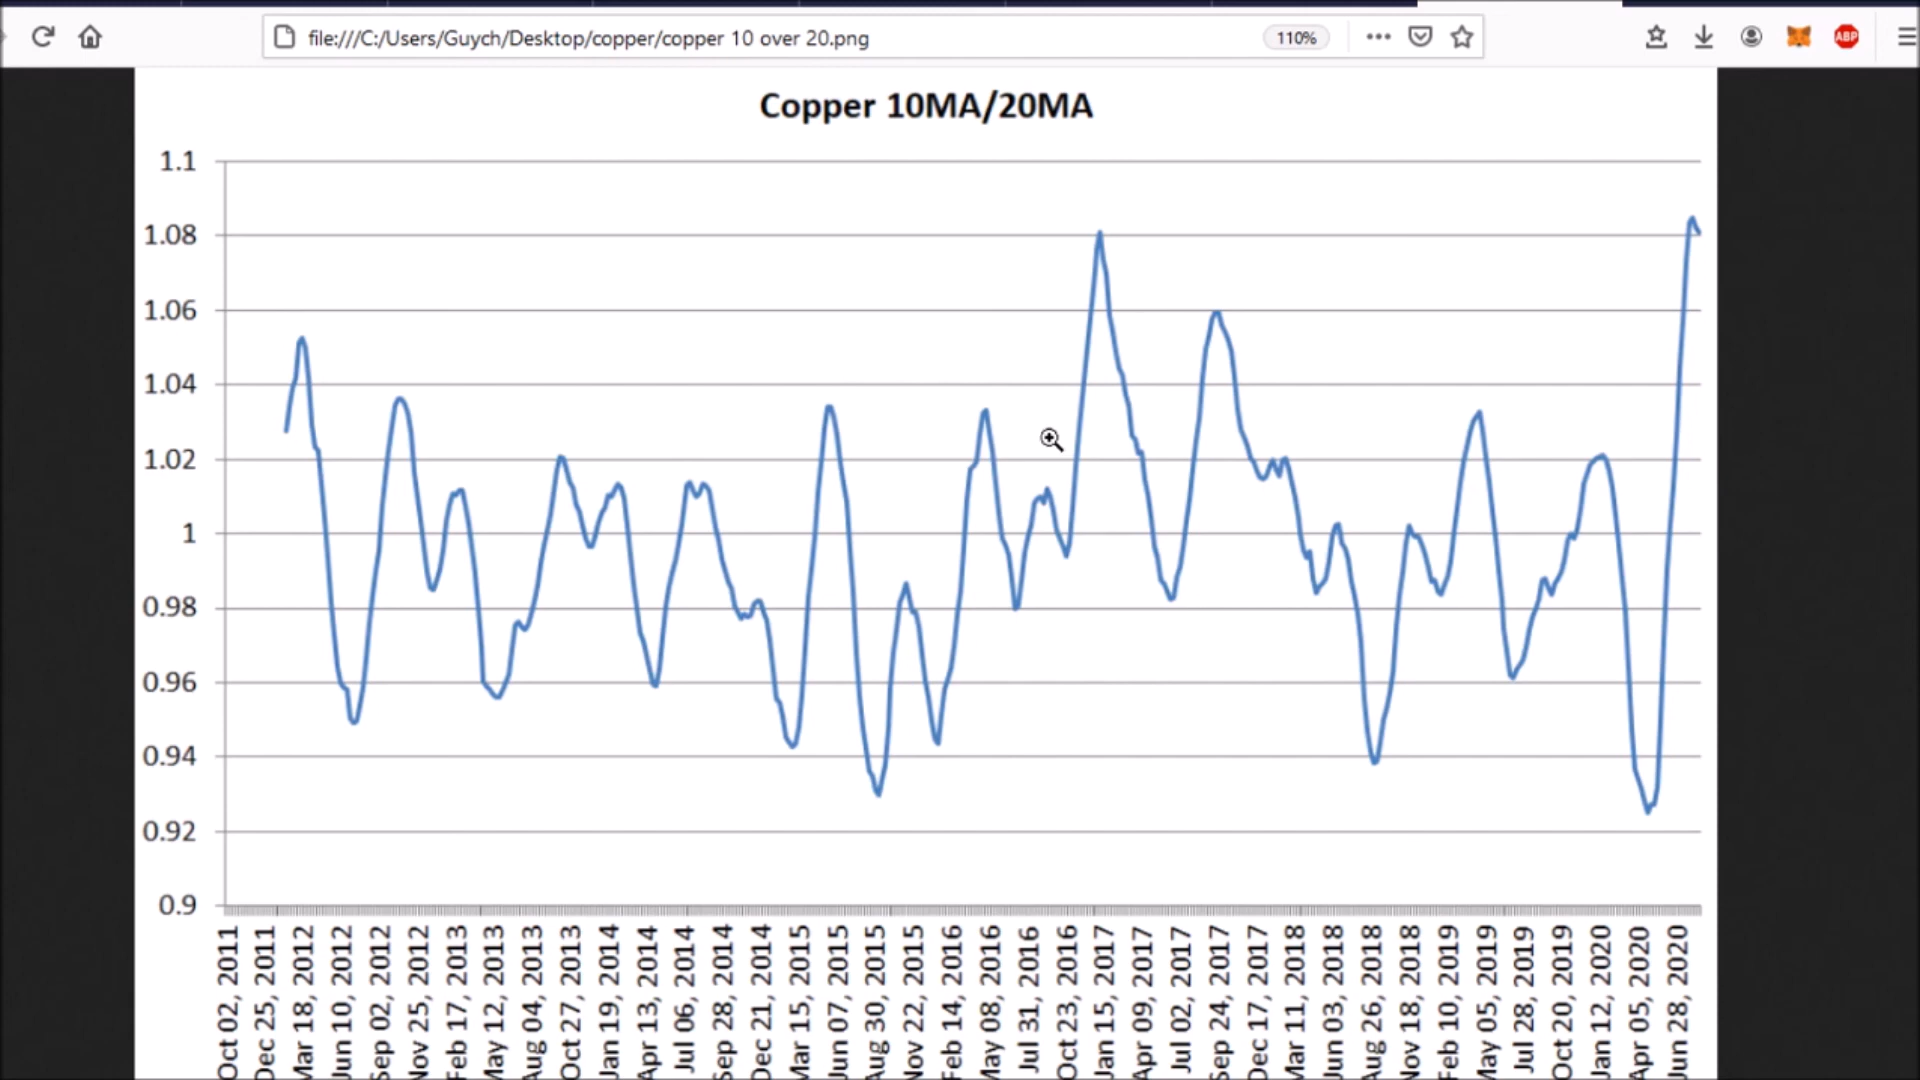 file:///C:/Users/Guych/Desktop/copper/copper 10 over 20.png
110%
ABP
Copper 10MA/20MA
1.1
1.08
1.06
1.04
1.02
1
0.98
0.96
0.94
0.92
0.9
Oct 02, 2011
Dec 25, 2011
Mar 18, 2012
Jun 10, 2012
Sep 02, 2012
Nov 25, 2012
Feb 17, 2013
May 12, 2013
Aug 04, 2013
Oct 27, 2013
Jan 19, 2014
Apr 13, 2014
Jul 06, 2014
Sep 28, 2014
Dec 21, 2014
Mar 15, 2015
Jun 07, 2015
Aug 30, 2015
Nov 22, 2015
Feb 14, 2016
May 08, 2016
Jul 31, 2016
Oct 23, 2016
Jan 15, 2017
Apr 09, 2017
Jul 02, 2017
Sep 24, 2017
Dec 17, 2017
Mar 11, 2018
Jun 03, 2018
Aug 26, 2018
Nov 18, 2018
Feb 10, 2019
May 05, 2019
Jul 28, 2019
Oct 20, 2019
Jan 12, 2020
Apr 05, 2020
Jun 28, 2020